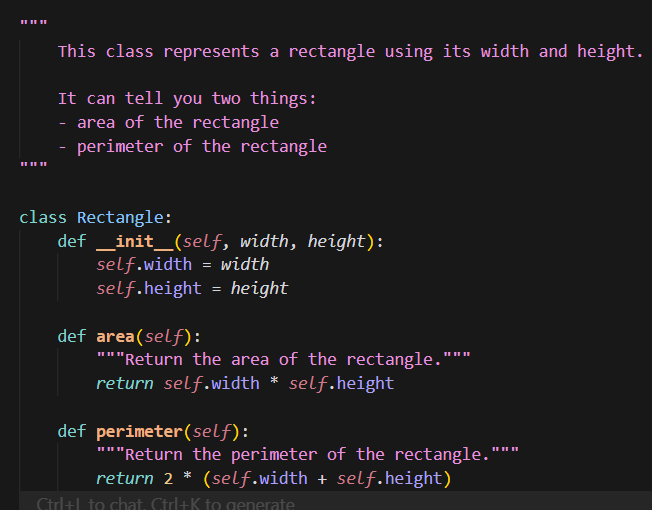 """
This class represents a rectangle using its width and height.
It can tell you two things:
- area of the rectangle
- perimeter of the rectangle
"""
class Rectangle:
def __init__(self, width, height):
self.width = width
self.height = height
def area(self):
"""Return the area of the rectangle."""
return self.width * self.height
def perimeter(self):
"""Return the perimeter of the rectangle."""
return 2 * (self.width + self.height)
Ctrl+L to chat, Ctrl+K to generate